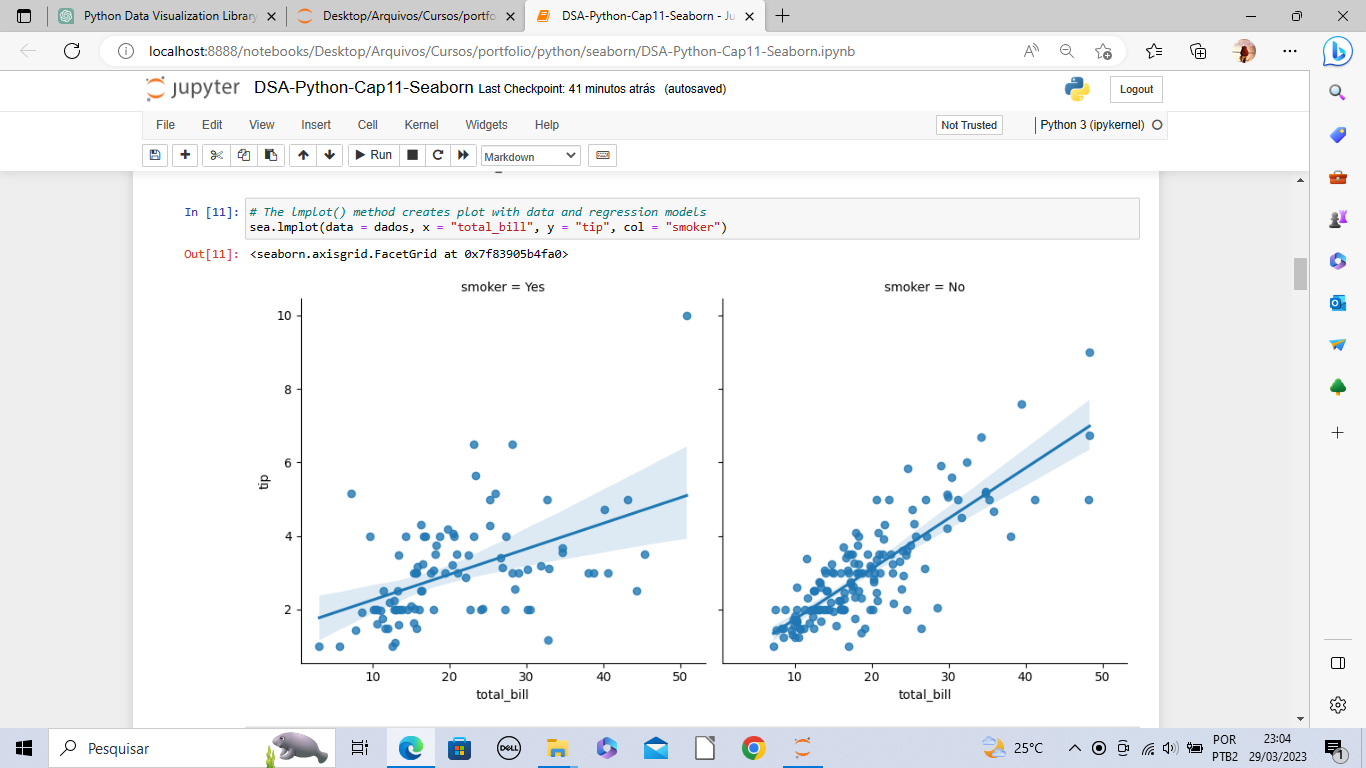 Python Data Visualization Library
Desktop/Arquivos/Cursos/portfo
DSA-Python-Cap11-Seaborn - Ju
localhost:8888/notebooks/Desktop/Arquivos/Cursos/portfolio/python/seaborn/DSA-Python-Cap11-Seaborn.ipynb
jupyter DSA-Python-Cap11-Seaborn Last Checkpoint: 41 minutos atrás (autosaved)
Logout
File Edit View Insert Cell Kernel Widgets Help
Not Trusted
Python 3 (ipykernel)
Run
Markdown
In [11]: # The lmplot() method creates plot with data and regression models
sea.lmplot(data = dados, x = "total_bill", y = "tip", col = "smoker")
Out[11]: <seaborn.axisgrid.FacetGrid at 0x7f83905b4fa0>
smoker = Yes
smoker = No
10
8
6
4
2
tip
10 20 30 40 50
total_bill
10 20 30 40 50
total_bill
Pesquisar
DELL
25°C
POR
PTB2
23:04
29/03/2023
1